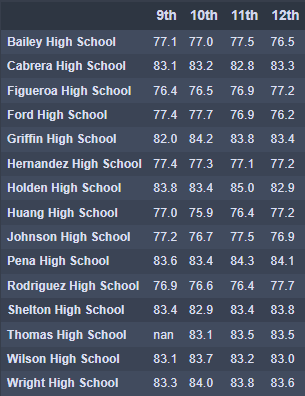 9th 10th 11th 12th
Bailey High School 77.1 77.0 77.5 76.5
Cabrera High School 83.1 83.2 82.8 83.3
Figueroa High School 76.4 76.5 76.9 77.2
Ford High School 77.4 77.7 76.9 76.2
Griffin High School 82.0 84.2 83.8 83.4
Hernandez High School 77.4 77.3 77.1 77.2
Holden High School 83.8 83.4 85.0 82.9
Huang High School 77.0 75.9 76.4 77.2
Johnson High School 77.2 76.7 77.5 76.9
Pena High School 83.6 83.4 84.3 84.1
Rodriguez High School 76.9 76.6 76.4 77.7
Shelton High School 83.4 82.9 83.4 83.8
Thomas High School nan 83.1 83.5 83.5
Wilson High School 83.1 83.7 83.2 83.0
Wright High School 83.3 84.0 83.8 83.6